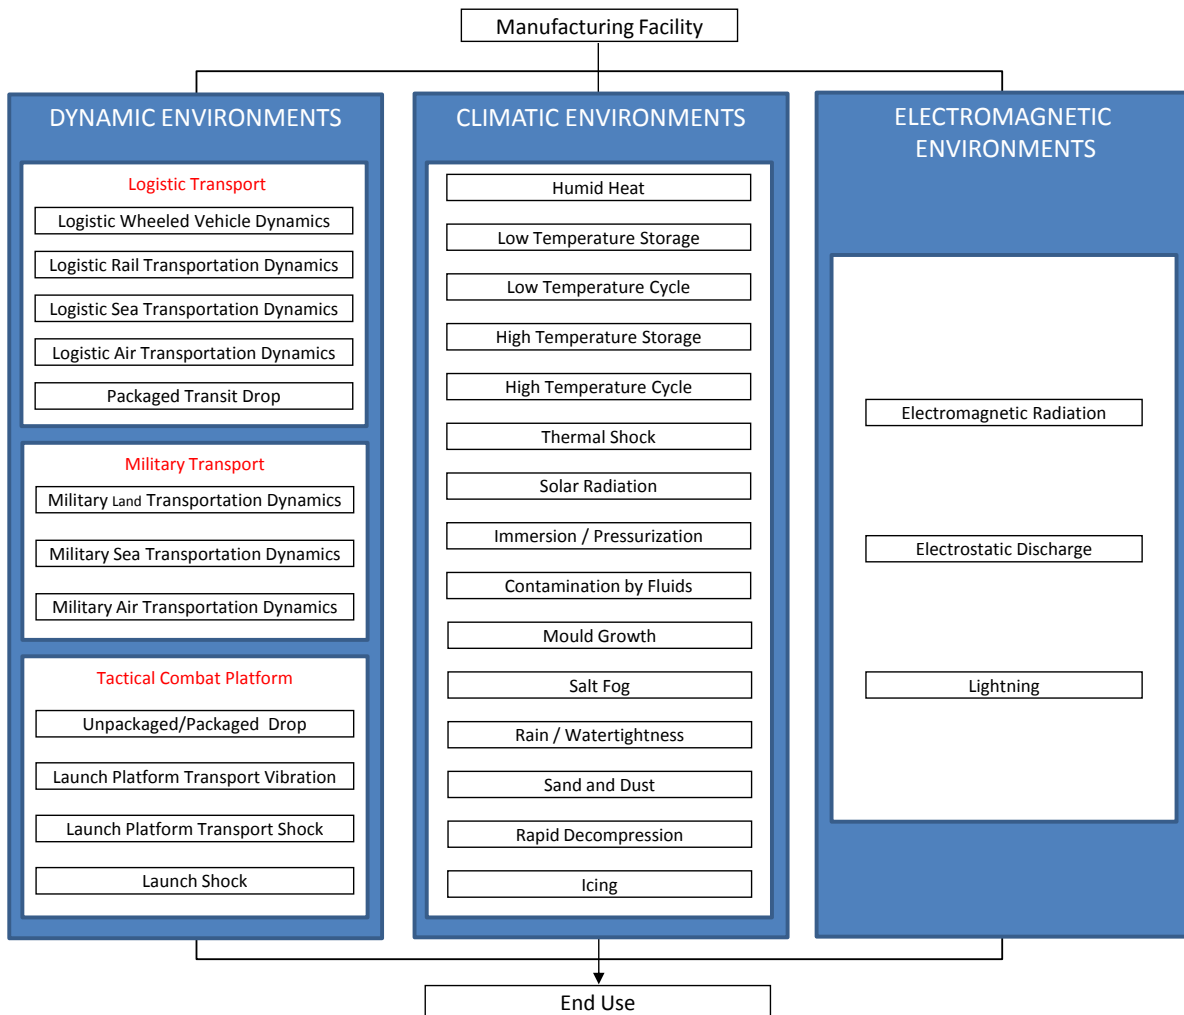 Manufacturing Facility
DYNAMIC ENVIRONMENTS
Logistic Transport
Logistic Wheeled Vehicle Dynamics
Logistic Rail Transportation Dynamics
Logistic Sea Transportation Dynamics
Logistic Air Transportation Dynamics
Packaged Transit Drop
Military Transport
Military Land Transportation Dynamics
Military Sea Transportation Dynamics
Military Air Transportation Dynamics
Tactical Combat Platform
Unpackaged/Packaged Drop
Launch Platform Transport Vibration
Launch Platform Transport Shock
Launch Shock
CLIMATIC ENVIRONMENTS
Humid Heat
Low Temperature Storage
Low Temperature Cycle
High Temperature Storage
High Temperature Cycle
Thermal Shock
Solar Radiation
Immersion / Pressurization
Contamination by Fluids
Mould Growth
Salt Fog
Rain / Watertightness
Sand and Dust
Rapid Decompression
Icing
ELECTROMAGNETIC
ENVIRONMENTS
Electromagnetic Radiation
Electrostatic Discharge
Lightning
End Use